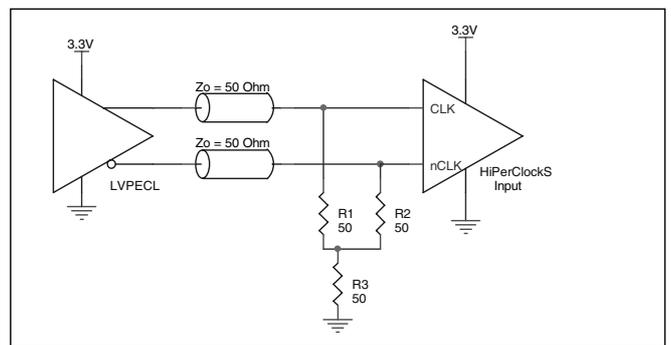 3.3V
3.3V
Zo = 50 Ohm
CLK
Zo = 50 Ohm
nCLK
LVPECL
HiPerClockS
Input
R1
50
R2
50
R3
50